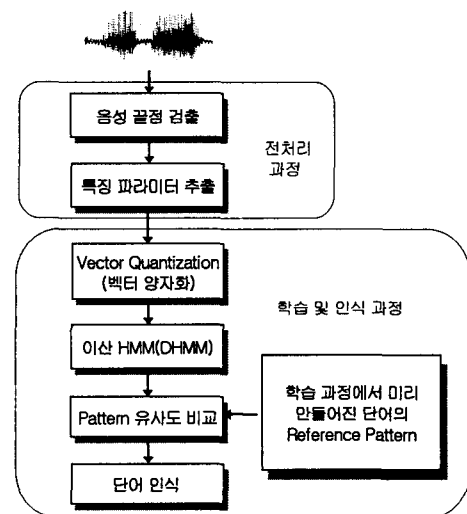 음성 끝점 검출
전처리
과정
특징 파라미터 추출
Vector Quantization
(벡터 양자화)
학습 및 인식 과정
이산 HMM(DHMM)
학습 과정에서 미리
만들어진 단어의
Reference Pattern
Pattern 유사도 비교
단어 인식